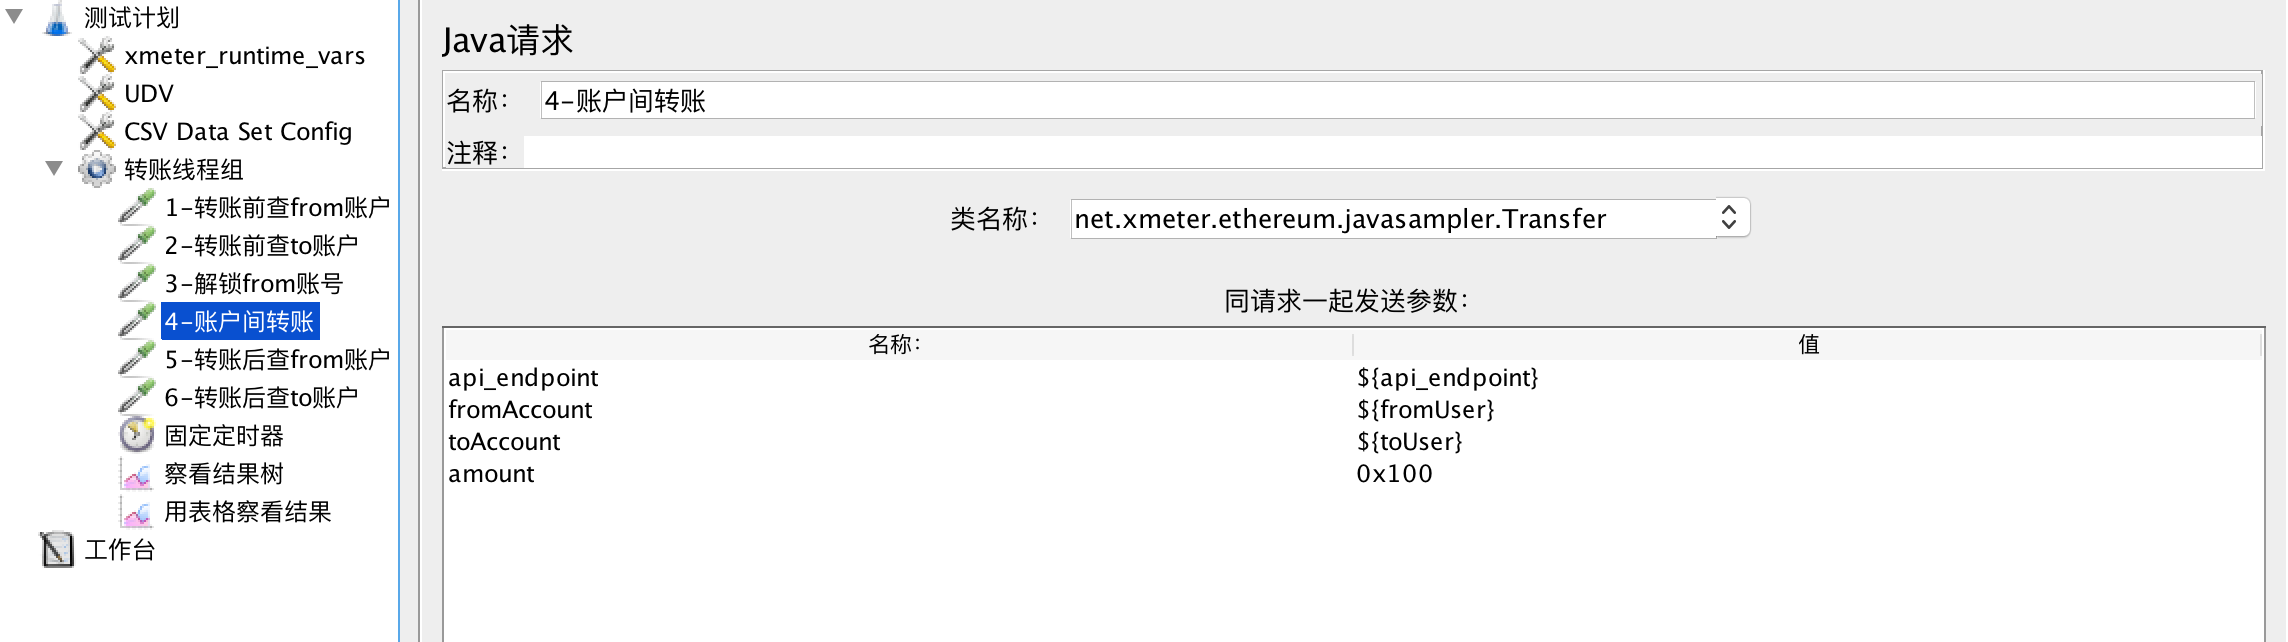 测试计划
xmeter_runtime_vars
UDV
CSV Data Set Config
转账线程组
1-转账前查from账户
2-转账前查to账户
3-解锁from账号
4-账户间转账
5-转账后查from账户
6-转账后查to账户
固定定时器
察看结果树
用表格察看结果
工作台
Java请求
名称： 4-账户间转账
注释：
类名称： net.xmeter.ethereum.javasampler.Transfer
同请求一起发送参数：
名称： 值
api_endpoint ${api_endpoint}
fromAccount ${fromUser}
toAccount ${toUser}
amount 0x100